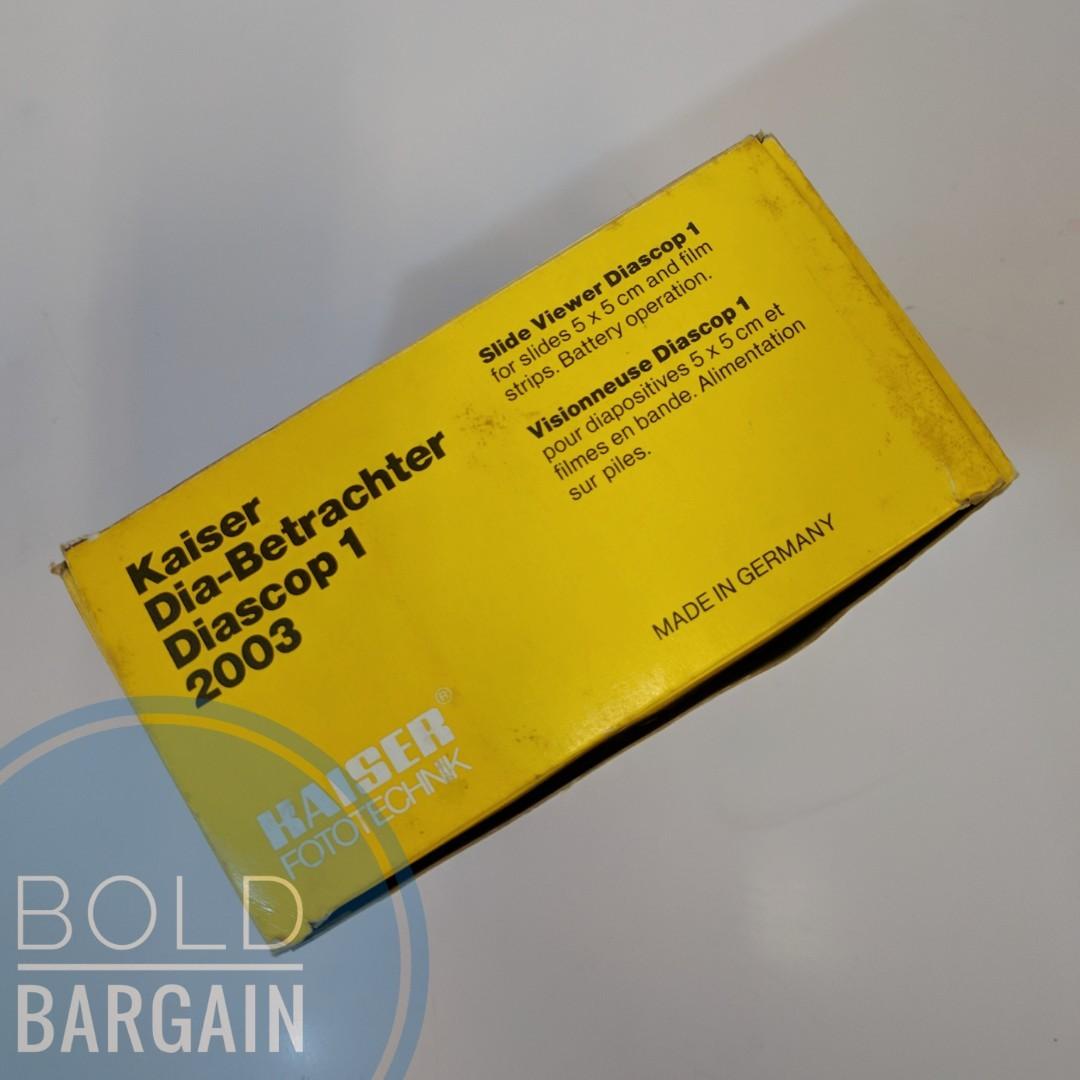 Kaiser
Dia-Betrachter
Diascop 1
2003
Slide Viewer Diascop 1
for slides 5 x 5 cm and film
strips. Battery operation.
Visionneuse Diascop 1
pour diapositives 5 x 5 cm et
filmes en bande. Alimentation
sur piles.
MADE IN GERMANY
KAISER®
FOTOTECHNIK
BOLD
BARGAIN